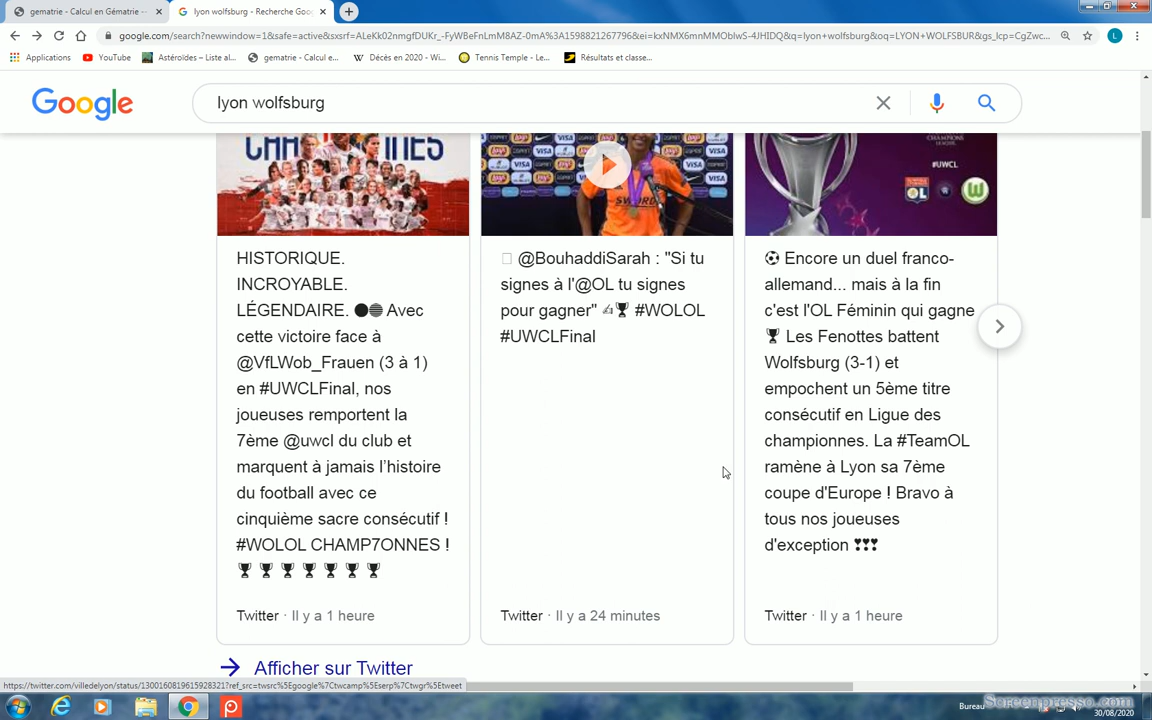 gematrie - Calcul en Gématrie -
lyon wolfsburg - Recherche Goo
google.com/search?newwindow=1&safe=active&sxsrf=ALeKk02nmgfDUKr_-FyWBeFnLmM8AZ-0mA%3A1598821267796&ei=kxNMX6mnMMOblwS-4JHIDQ&q=lyon+wolfsburg&oq=LYON+WOLFSBUR&gs_lcp=CgZwc...
Applications
YouTube
Astéroïdes – Liste al...
gematrie - Calcul e...
Décès en 2020 - Wi...
Tennis Temple - Le...
Résultats et classe...
Google
lyon wolfsburg
VISA
VISA
VISA
SWORD
#UWCL
HISTORIQUE.
INCROYABLE.
LÉGENDAIRE. Avec
cette victoire face à
@VfLWob_Frauen (3 à 1)
en #UWCLFinal, nos
joueuses remportent la
7ème @uwcl du club et
marquent à jamais l'histoire
du football avec ce
cinquième sacre consécutif !
#WOLOL CHAMP7ONNES !
🏆 🏆 🏆 🏆 🏆 🏆 🏆
Twitter · Il y a 1 heure
@BouhaddiSarah : "Si tu
signes à l'@OL tu signes
pour gagner" ✍🏆 #WOLOL
#UWCLFinal
Twitter · Il y a 24 minutes
⚽ Encore un duel franco-
allemand... mais à la fin
c'est l'OL Féminin qui gagne
🏆 Les Fenottes battent
Wolfsburg (3-1) et
empochent un 5ème titre
consécutif en Ligue des
championnes. La #TeamOL
ramène à Lyon sa 7ème
coupe d'Europe ! Bravo à
tous nos joueuses
d'exception ❣❣❣
Twitter · Il y a 1 heure
Afficher sur Twitter
https://twitter.com/villedelyon/status/1300160819615928321?ref_src=twsrc%5Egoogle%7Ctwcamp%5Eserp%7Ctwgr%5Etweet
Bureau
Screenpresso.com
30/08/2020